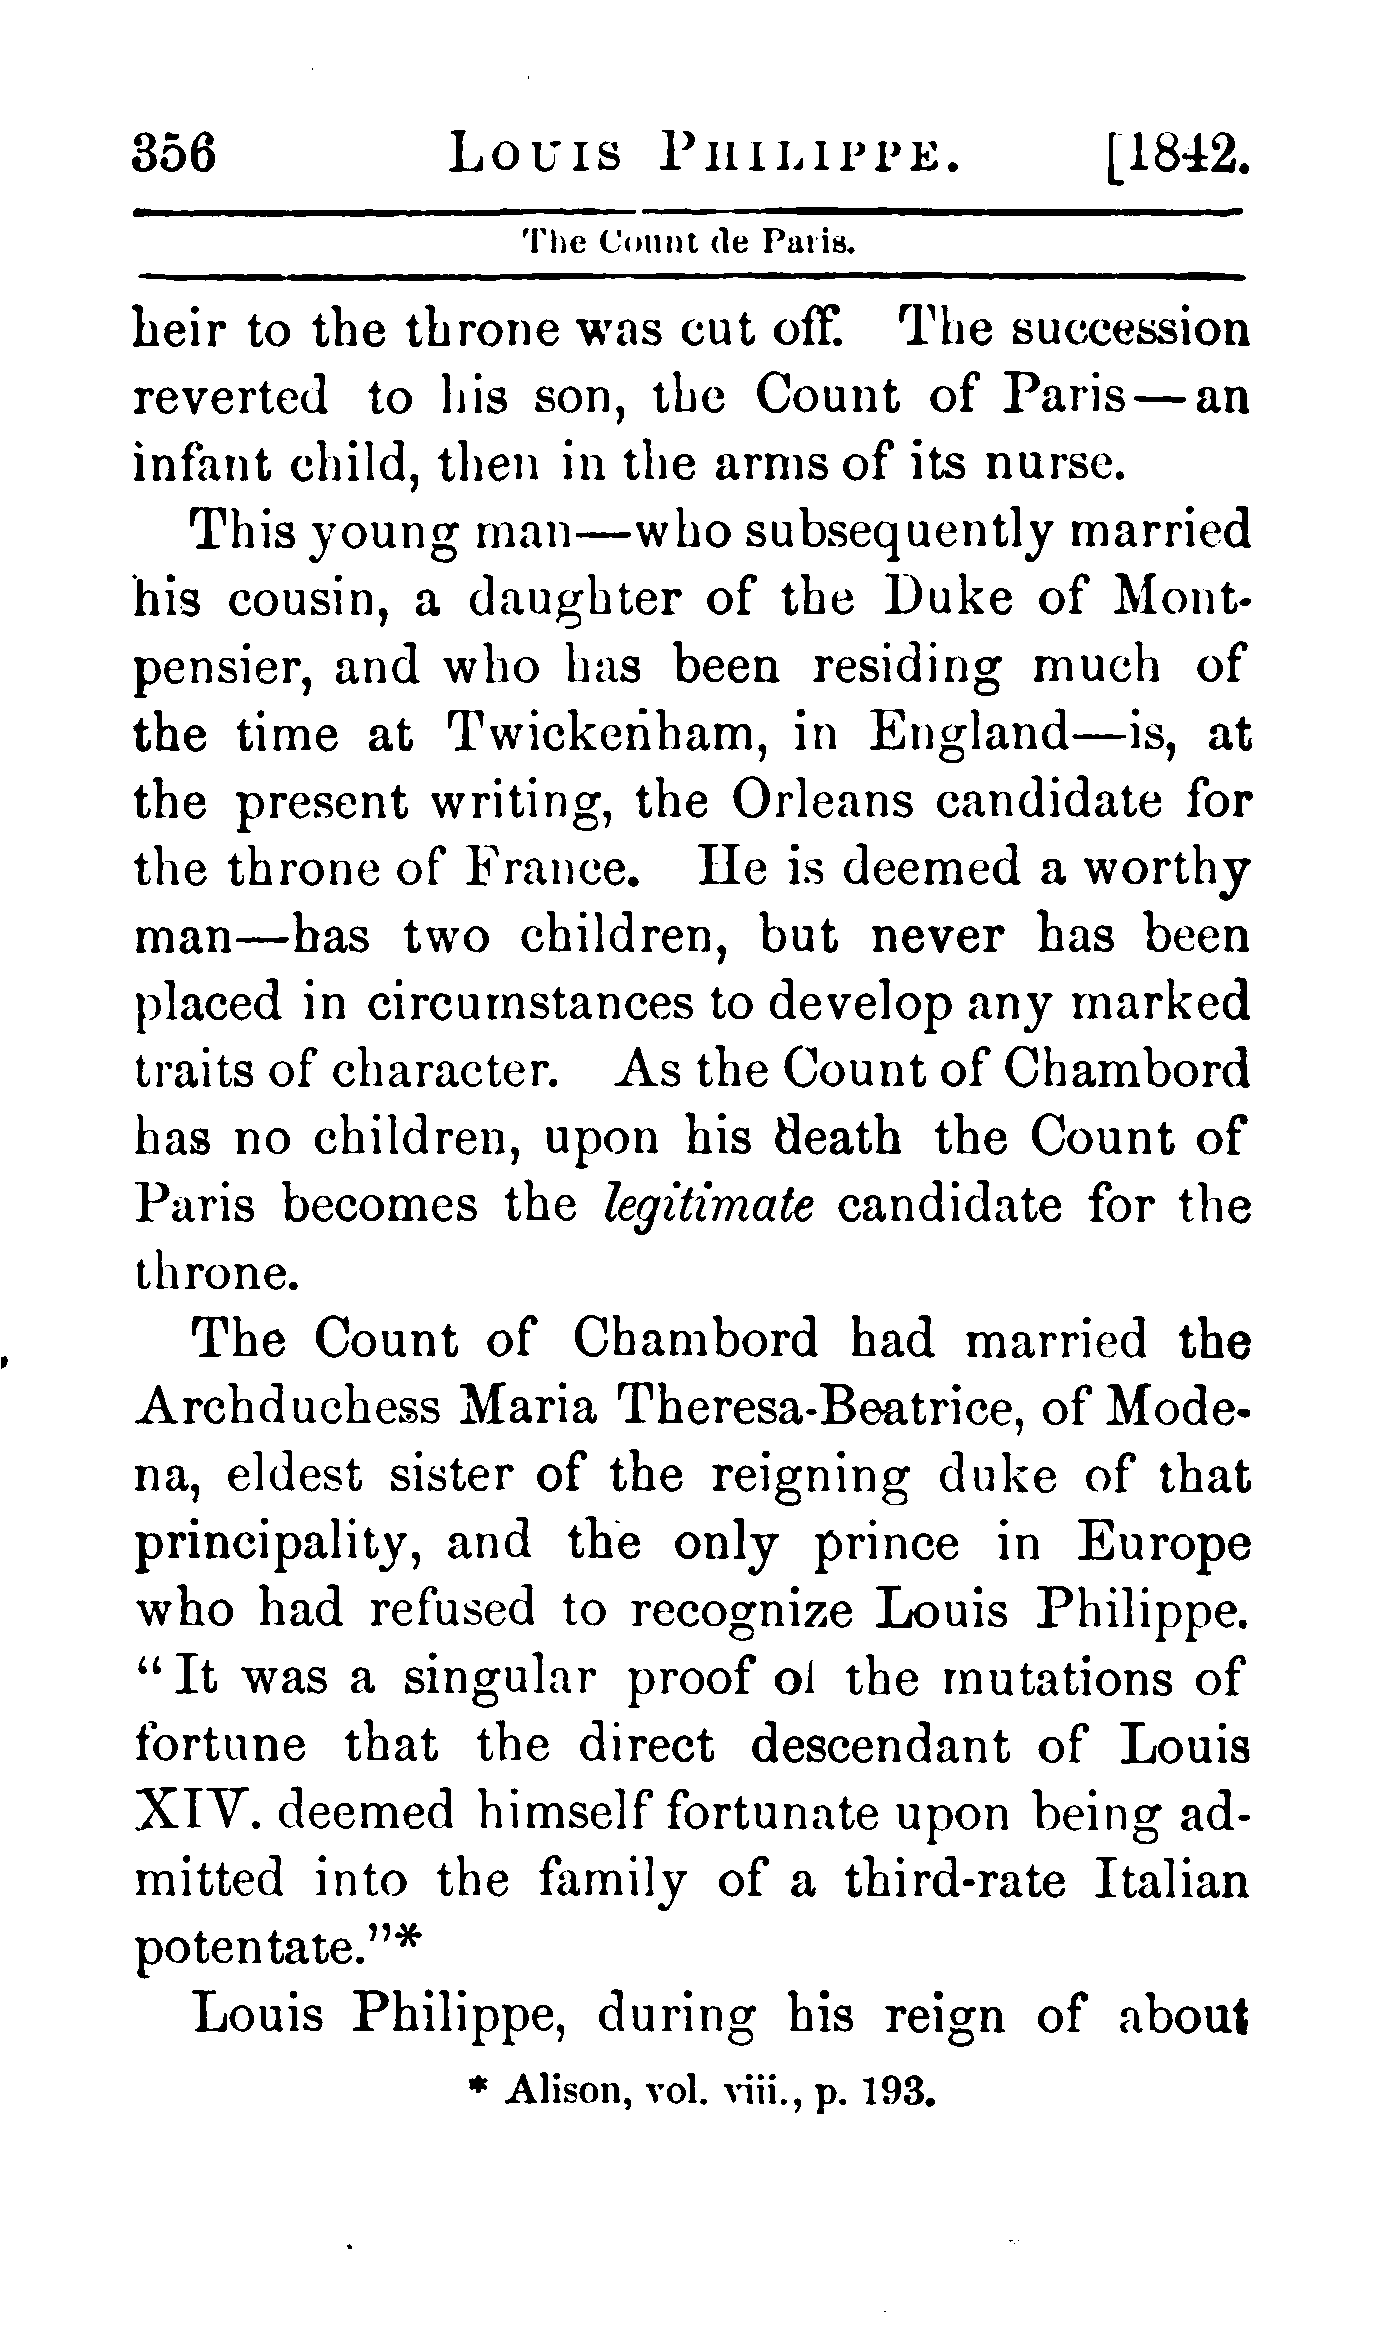 356 LOUIS PHILIPPE. [1842.
The Count de Paris.
heir to the throne was cut off. The succession
reverted to his son, the Count of Paris—an
infant child, then in the arms of its nurse.
This young man—who subsequently married
his cousin, a daughter of the Duke of Mont-
pensier, and who has been residing much of
the time at Twickenham, in England—is, at
the present writing, the Orleans candidate for
the throne of France. He is deemed a worthy
man—has two children, but never has been
placed in circumstances to develop any marked
traits of character. As the Count of Chambord
has no children, upon his death the Count of
Paris becomes the legitimate candidate for the
throne.
The Count of Chambord had married the
Archduchess Maria Theresa-Beatrice, of Mode-
na, eldest sister of the reigning duke of that
principality, and the only prince in Europe
who had refused to recognize Louis Philippe.
"It was a singular proof of the mutations of
fortune that the direct descendant of Louis
XIV. deemed himself fortunate upon being ad-
mitted into the family of a third-rate Italian
potentate."*
Louis Philippe, during his reign of about
* Alison, vol. viii., p. 193.